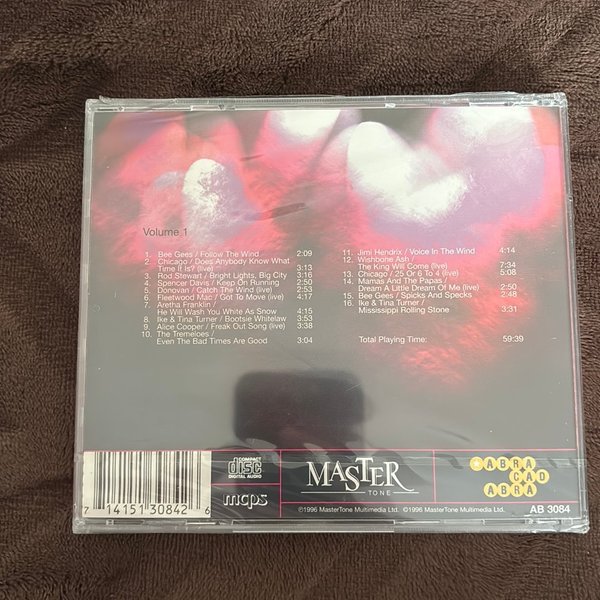 Volume 1
1. Bee Gees / Follow The Wind 2:09
2. Chicago / Does Anybody Know What
Time It Is? (live) 3:13
3. Rod Stewart / Bright Lights, Big City 3:16
4. Spencer Davis / Keep On Running 2:50
5. Donovan / Catch The Wind (live) 2:53
6. Fleetwood Mac / Got To Move (live) 4:17
7. Aretha Franklin /
He Will Wash You White As Snow 4:15
8. Ike & Tina Turner / Bootsie Whitelaw 3:53
9. Alice Cooper / Freak Out Song (live) 3:38
10. The Tremeloes /
Even The Bad Times Are Good 3:04
11. Jimi Hendrix / Voice In The Wind 4:14
12. Wishbone Ash /
The King Will Come (live) 7:34
13. Chicago / 25 Or 6 To 4 (live) 5:08
14. Mamas And The Papas /
Dream A Little Dream Of Me (live) 2:50
15. Bee Gees / Spicks And Specks 2:48
16. Ike & Tina Turner /
Mississippi Rolling Stone 3:31
Total Playing Time: 59:39
7 14151 30842 6
COMPACT
disc
DIGITAL AUDIO
mcps
MASTER
TONE
℗1996 MasterTone Multimedia Ltd. ©1996 MasterTone Multimedia Ltd.
ABRA
CAD
ABRA
AB 3084